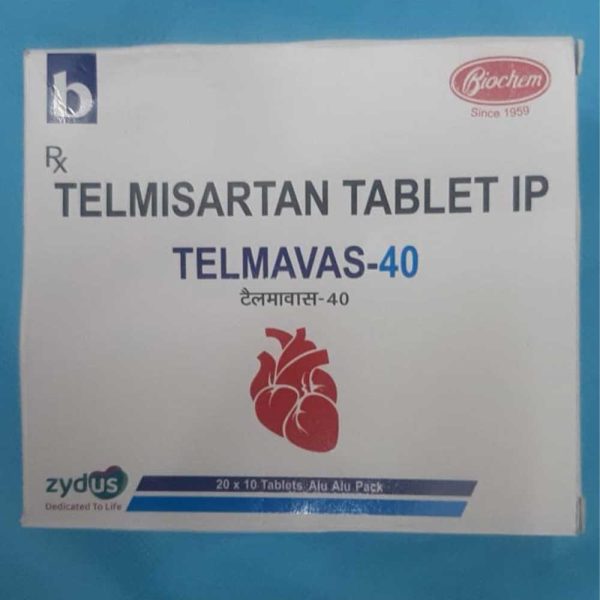 b
Biochem
Since 1959
Rx
TELMISARTAN TABLET IP
TELMAVAS-40
टैलमावास-40
zydus
Dedicated To Life
20 x 10 Tablets Alu Alu Pack